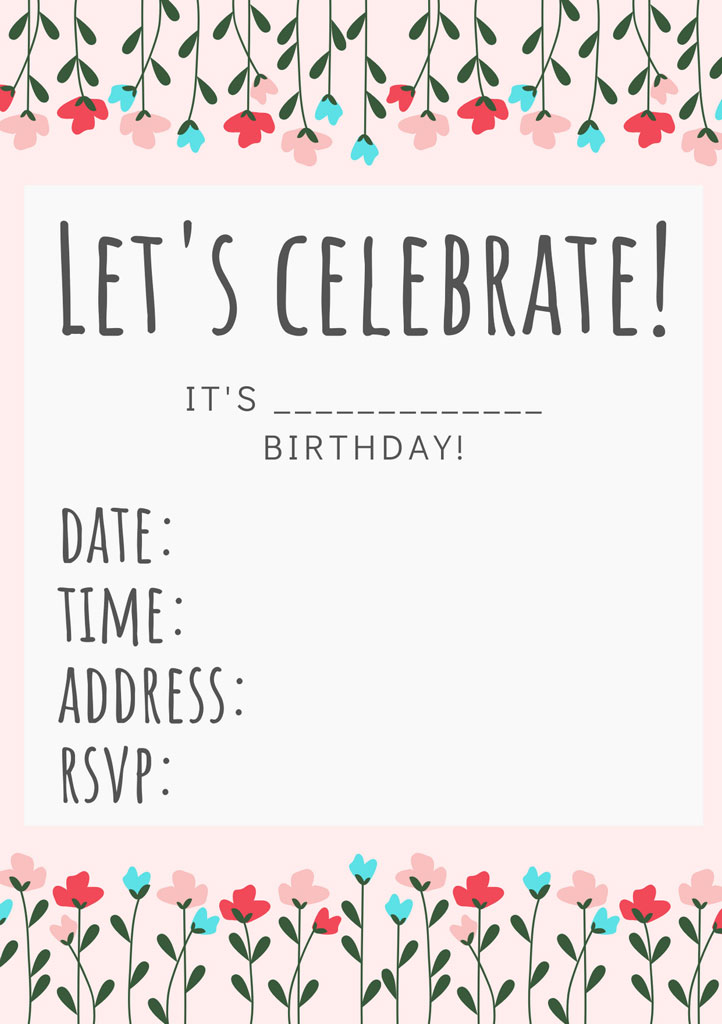 LET'S CELEBRATE!
IT'S _____________
BIRTHDAY!
DATE:
TIME:
ADDRESS:
RSVP: